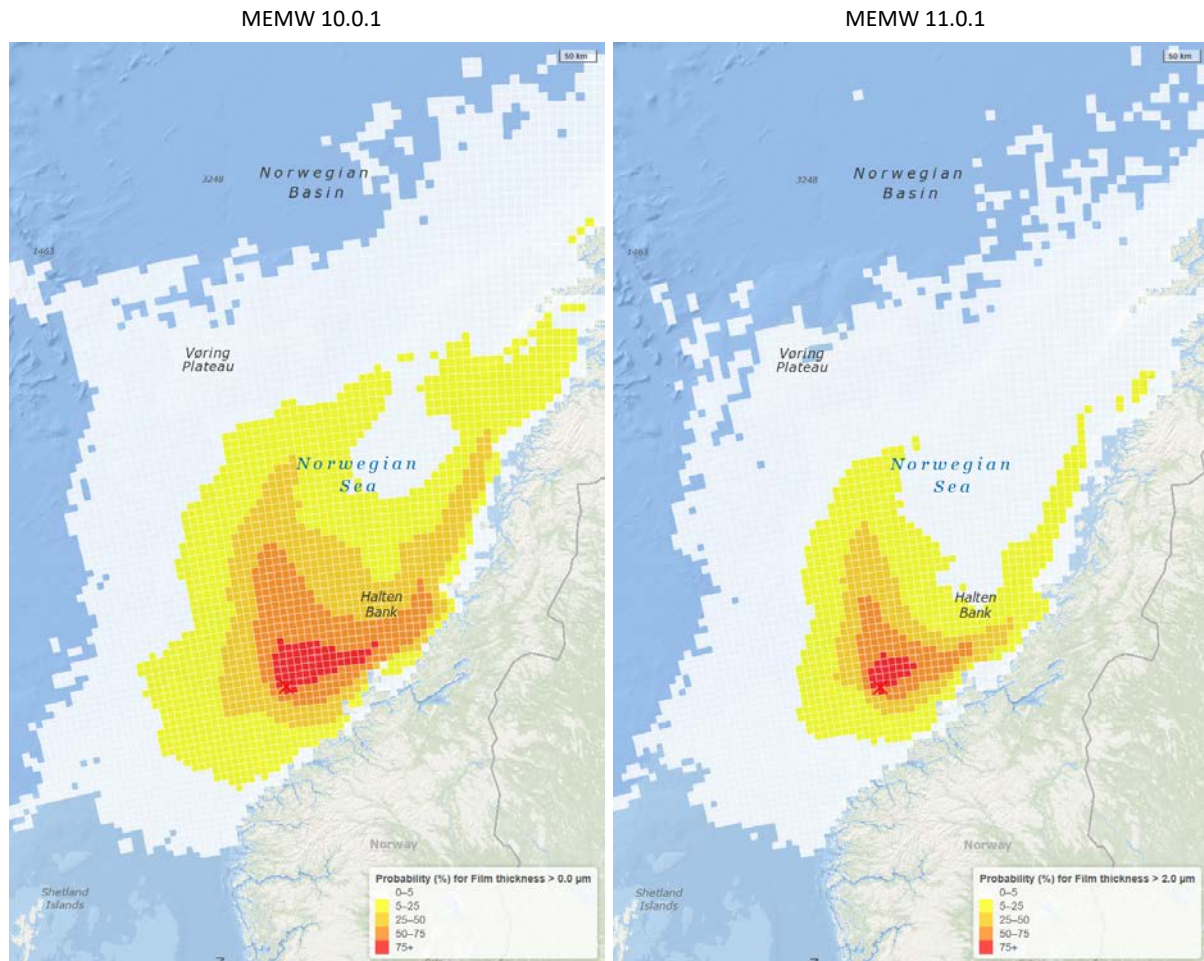 MEMW 10.0.1
MEMW 11.0.1
50 km
3248
Norwegian
Basin
1463
Vøring
Plateau
Norwegian
Sea
Halten
Bank
Norway
Shetland
Islands
Probability (%) for Film thickness > 0.0 µm
0–5
5–25
25–50
50–75
75+
50 km
3248
Norwegian
Basin
1463
Vøring
Plateau
Norwegian
Sea
Halten
Bank
Norway
Shetland
Islands
Probability (%) for Film thickness > 2.0 µm
0–5
5–25
25–50
50–75
75+